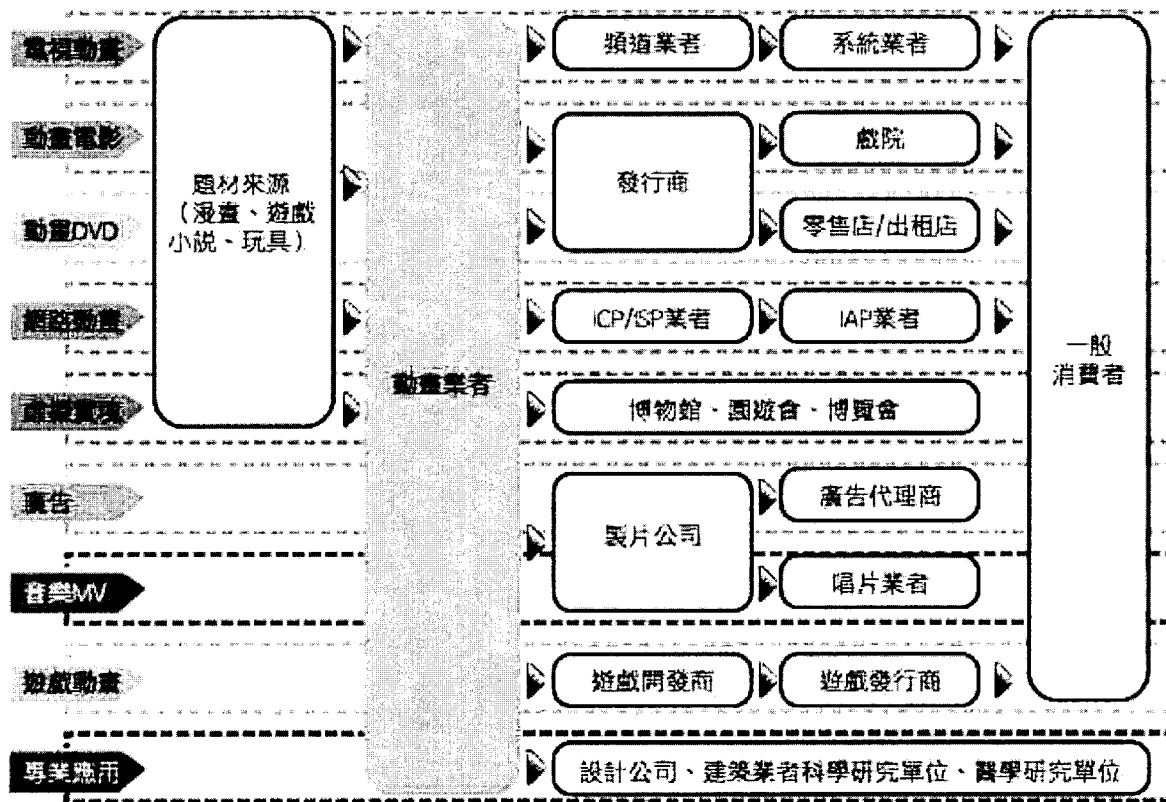 電視動畫
頻道業者
系統業者
動畫電影
發行商
戲院
題材來源
（漫畫、遊戲
小說、玩具）
動畫DVD
零售店/出租店
網路動畫
ICP/ISP業者
IAP業者
一般
消費者
動畫業者
虛擬實境
博物館、園遊會、博覽會
廣告
廣告代理商
製片公司
音樂MV
唱片業者
遊戲動畫
遊戲開發商
遊戲發行商
專業應用
設計公司、建築業者科學研究單位、醫學研究單位